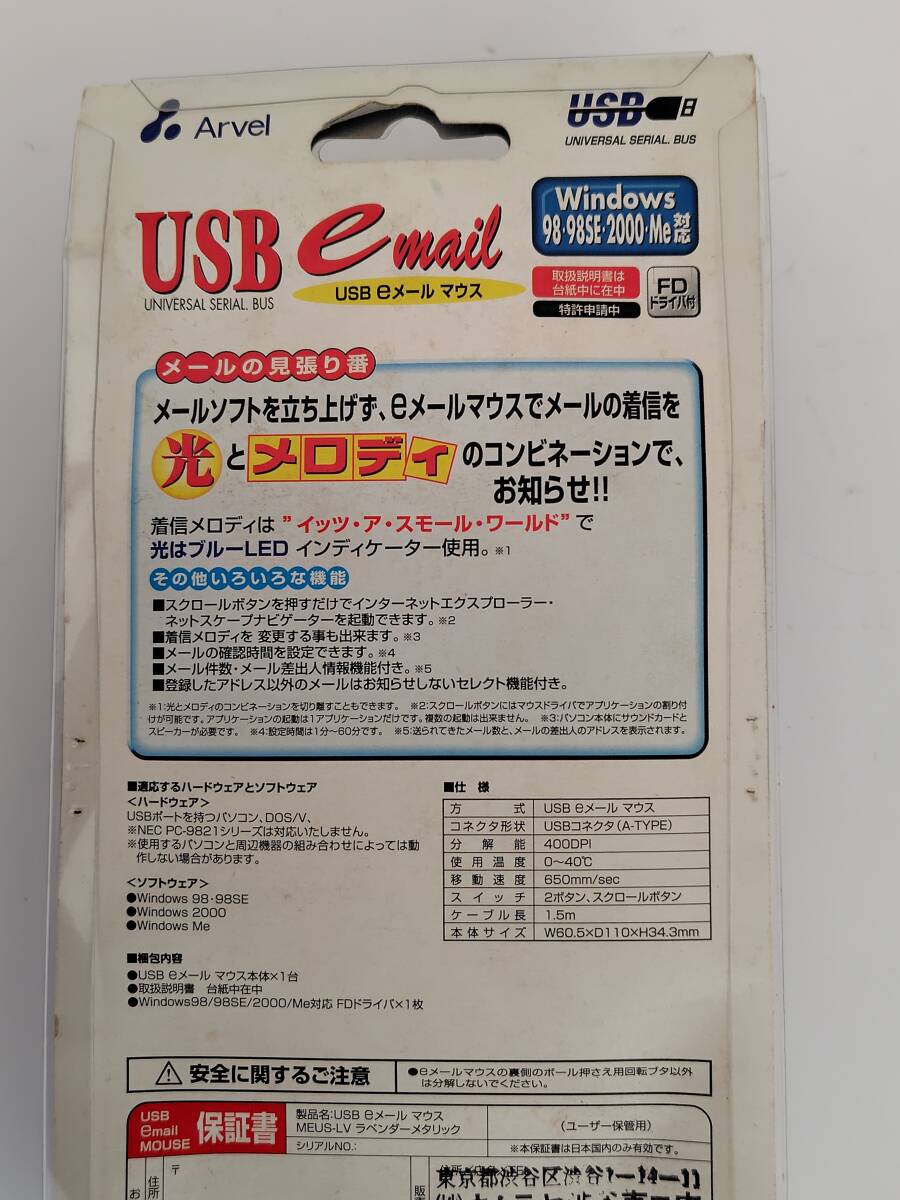 Arvel
USB
UNIVERSAL SERIAL. BUS
USB email
UNIVERSAL SERIAL. BUS
USB eメール マウス
Windows
98・98SE・2000・Me対応
取扱説明書は
台紙中に在中
特許申請中
FD
ドライバ付
メールの見張り番
メールソフトを立ち上げず、eメールマウスでメールの着信を
光とメロディのコンビネーションで、
お知らせ!!
着信メロディは ”イッツ・ア・スモール・ワールド” で
光はブルーLED インディケーター使用。※1
その他いろいろな機能
■スクロールボタンを押すだけでインターネットエクスプローラー・
ネットスケープナビゲーターを起動できます。※2
■着信メロディを 変更する事も出来ます。※3
■メールの確認時間を設定できます。※4
■メール件数・メール差出人情報機能付き。※5
■登録したアドレス以外のメールはお知らせしないセレクト機能付き。
※1:光とメロディのコンビネーションを切り離すこともできます。 ※2:スクロールボタンにはマウスドライバでアプリケーションの割り付
けが可能です。アプリケーションの起動は1アプリケーションだけです。複数の起動は出来ません。 ※3:パソコン本体にサウンドカードと
スピーカーが必要です。 ※4:設定時間は1分〜60分です。 ※5:送られてきたメール数と、メールの差出人のアドレスを表示されます。
■適応するハードウェアとソフトウェア
<ハードウェア>
USBポートを持つパソコン、DOS/V、
※NEC PC-9821シリーズは対応いたしません。
※使用するパソコンと周辺機器の組み合わせによっては動
作しない場合があります。
<ソフトウェア>
●Windows 98・98SE
●Windows 2000
●Windows Me
■梱包内容
●USB eメール マウス本体×1台
●取扱説明書 台紙中在中
●Windows98/98SE/2000/Me対応 FDドライバ×1枚
■仕様
方式 USB eメール マウス
コネクタ形状 USBコネクタ(A-TYPE)
分解能 400DPI
使用温度 0〜40℃
移動速度 650mm/sec
スイッチ 2ボタン、スクロールボタン
ケーブル長 1.5m
本体サイズ W60.5×D110×H34.3mm
⚠ 安全に関するご注意
●eメールマウスの裏側のボール押さえ用回転ブタ以外
は分解しないでください。
USB
email
MOUSE
保証書
製品名:USB eメール マウス
MEUS-LV ラベンダーメタリック
シリアルNO.:
(ユーザー保管用)
※本保証書は日本国内のみ有効です。
〒
住所
お
販
東京都渋谷区渋谷1-14-11